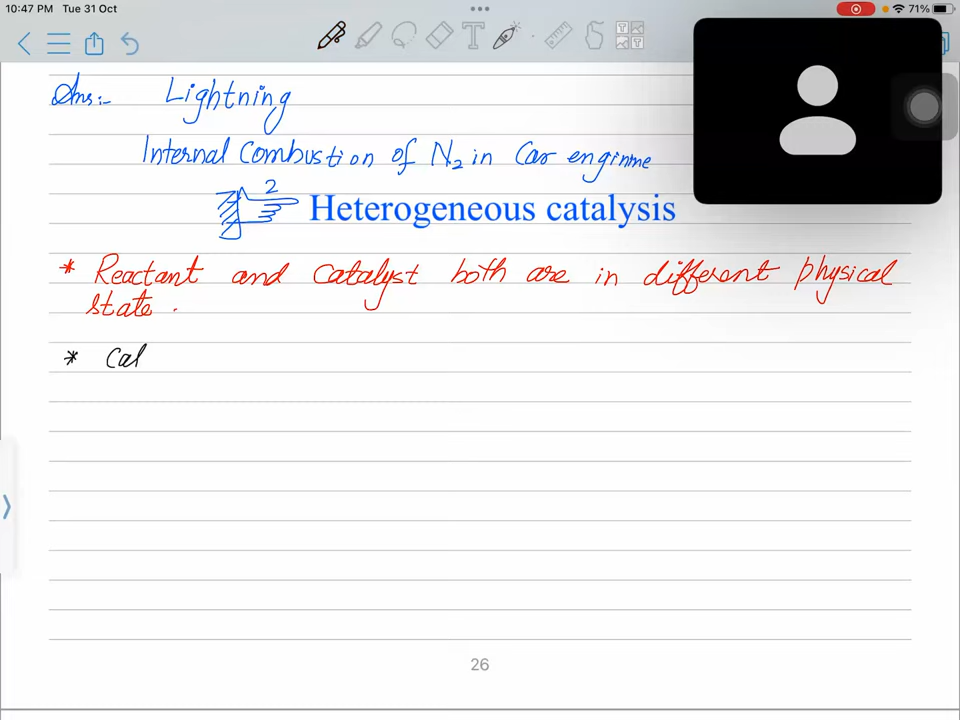 10:47 PM Tue 31 Oct
71%
Ans:- Lightning
Internal Combustion of N2 in Car enginme
2
Heterogeneous catalysis
* Reactant and catalyst both are in different physical
state.
* Cal
26